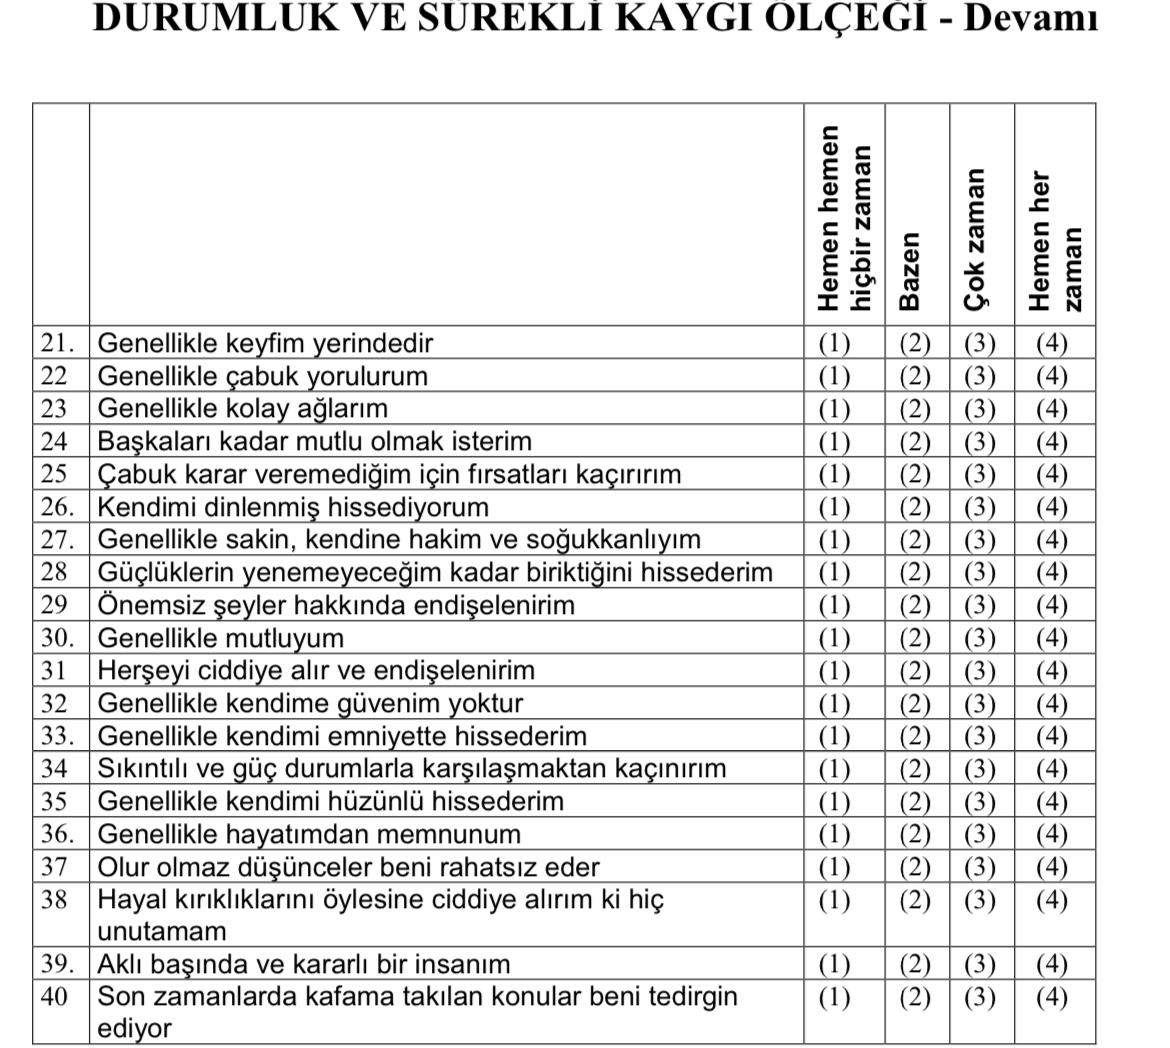 DURUMLUK VE SÜREKLİ KAYGI ÖLÇEĞİ - Devamı
Hemen hemen
hiçbir zaman
Bazen
Çok zaman
Hemen her
zaman
21. Genellikle keyfim yerindedir (1) (2) (3) (4)
22 Genellikle çabuk yorulurum (1) (2) (3) (4)
23 Genellikle kolay ağlarım (1) (2) (3) (4)
24 Başkaları kadar mutlu olmak isterim (1) (2) (3) (4)
25 Çabuk karar veremediğim için fırsatları kaçırırım (1) (2) (3) (4)
26. Kendimi dinlenmiş hissediyorum (1) (2) (3) (4)
27. Genellikle sakin, kendine hakim ve soğukkanlıyım (1) (2) (3) (4)
28 Güçlüklerin yenemeyeceğim kadar biriktiğini hissederim (1) (2) (3) (4)
29 Önemsiz şeyler hakkında endişelenirim (1) (2) (3) (4)
30. Genellikle mutluyum (1) (2) (3) (4)
31 Herşeyi ciddiye alır ve endişelenirim (1) (2) (3) (4)
32 Genellikle kendime güvenim yoktur (1) (2) (3) (4)
33. Genellikle kendimi emniyette hissederim (1) (2) (3) (4)
34 Sıkıntılı ve güç durumlarla karşılaşmaktan kaçınırım (1) (2) (3) (4)
35 Genellikle kendimi hüzünlü hissederim (1) (2) (3) (4)
36. Genellikle hayatımdan memnunum (1) (2) (3) (4)
37 Olur olmaz düşünceler beni rahatsız eder (1) (2) (3) (4)
38 Hayal kırıklıklarını öylesine ciddiye alırım ki hiç (1) (2) (3) (4)
unutamam
39. Aklı başında ve kararlı bir insanım (1) (2) (3) (4)
40 Son zamanlarda kafama takılan konular beni tedirgin (1) (2) (3) (4)
ediyor